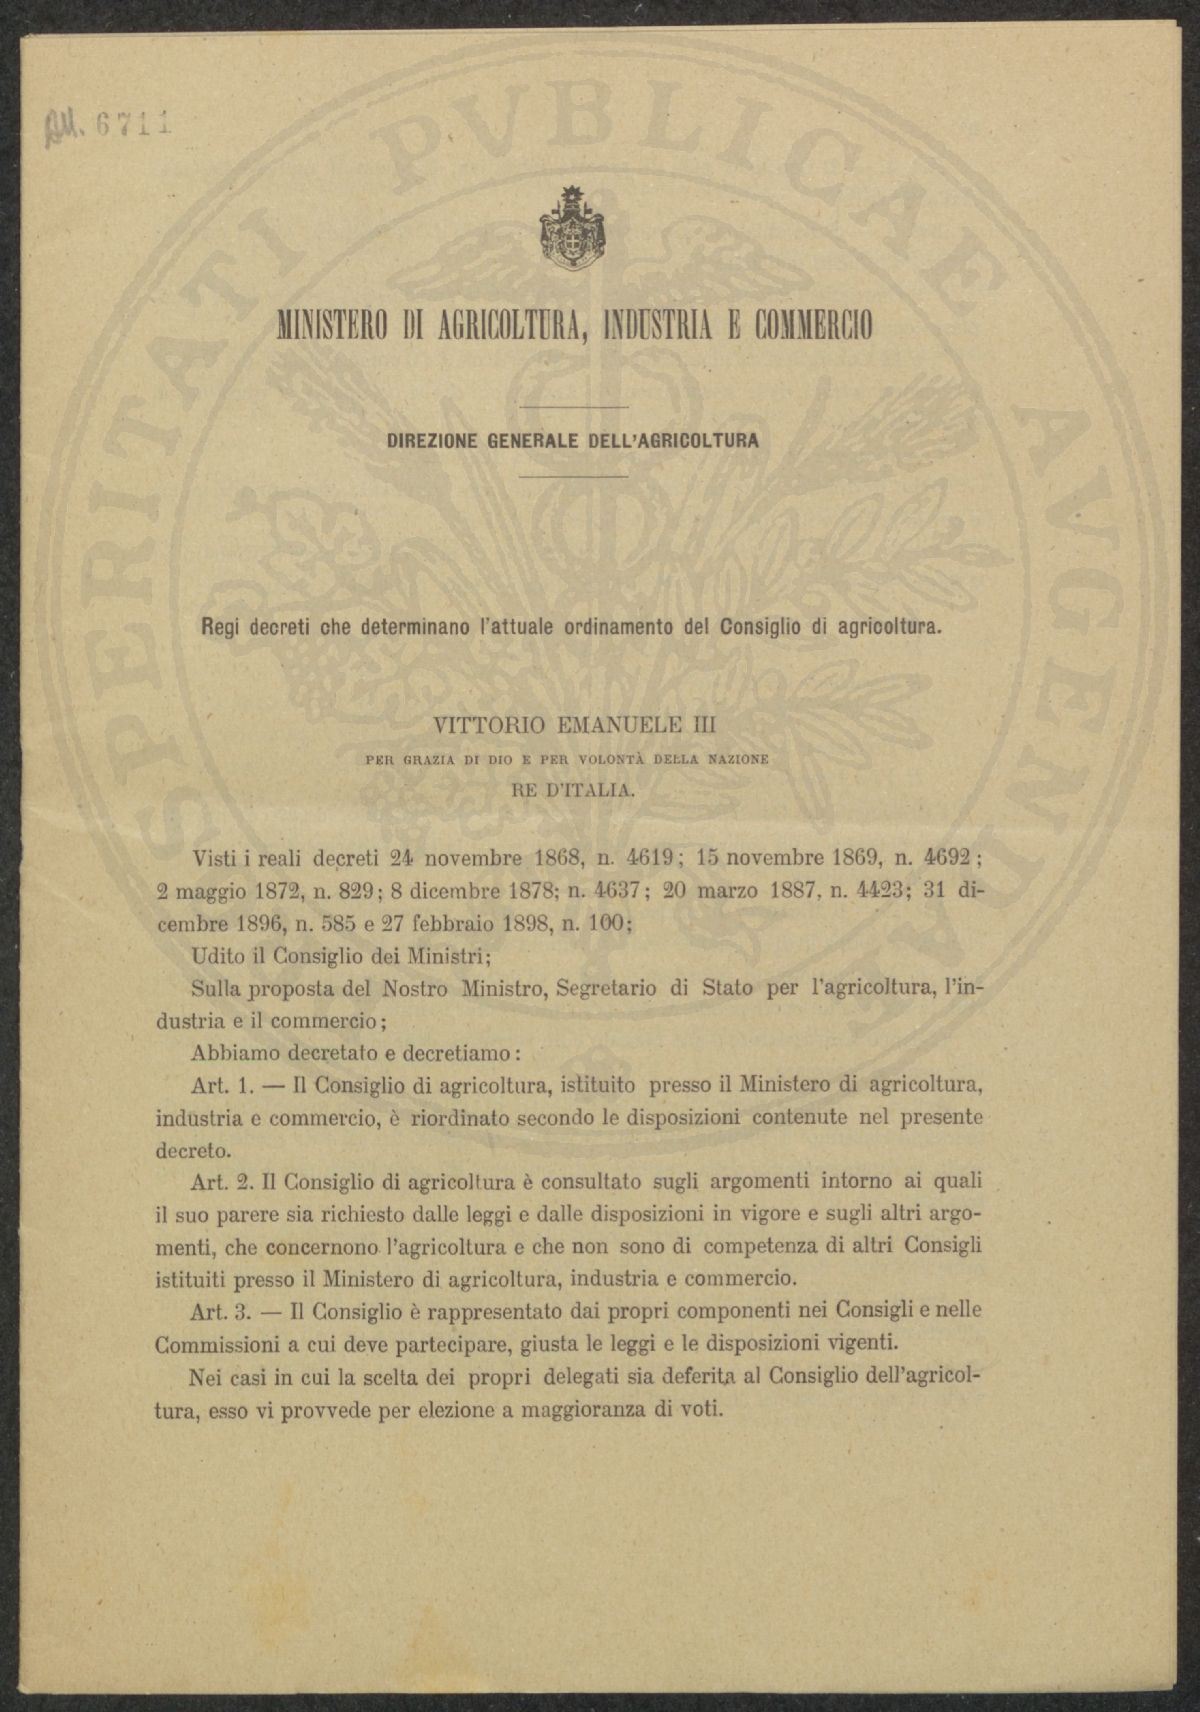 AM. 6711
PROSPERITATI PVBLICAE AVGENDAE
MINISTERO DI AGRICOLTURA, INDUSTRIA E COMMERCIO
DIREZIONE GENERALE DELL'AGRICOLTURA
Regi decreti che determinano l'attuale ordinamento del Consiglio di agricoltura.
VITTORIO EMANUELE III
PER GRAZIA DI DIO E PER VOLONTÀ DELLA NAZIONE
RE D'ITALIA.
Visti i reali decreti 24 novembre 1868, n. 4619; 15 novembre 1869, n. 4692;
2 maggio 1872, n. 829; 8 dicembre 1878; n. 4637; 20 marzo 1887, n. 4423; 31 di-
cembre 1896, n. 585 e 27 febbraio 1898, n. 100;
Udito il Consiglio dei Ministri;
Sulla proposta del Nostro Ministro, Segretario di Stato per l'agricoltura, l'in-
dustria e il commercio;
Abbiamo decretato e decretiamo:
Art. 1. — Il Consiglio di agricoltura, istituito presso il Ministero di agricoltura,
industria e commercio, è riordinato secondo le disposizioni contenute nel presente
decreto.
Art. 2. Il Consiglio di agricoltura è consultato sugli argomenti intorno ai quali
il suo parere sia richiesto dalle leggi e dalle disposizioni in vigore e sugli altri argo-
menti, che concernono l'agricoltura e che non sono di competenza di altri Consigli
istituiti presso il Ministero di agricoltura, industria e commercio.
Art. 3. — Il Consiglio è rappresentato dai propri componenti nei Consigli e nelle
Commissioni a cui deve partecipare, giusta le leggi e le disposizioni vigenti.
Nei casi in cui la scelta dei propri delegati sia deferita al Consiglio dell'agricol-
tura, esso vi provvede per elezione a maggioranza di voti.